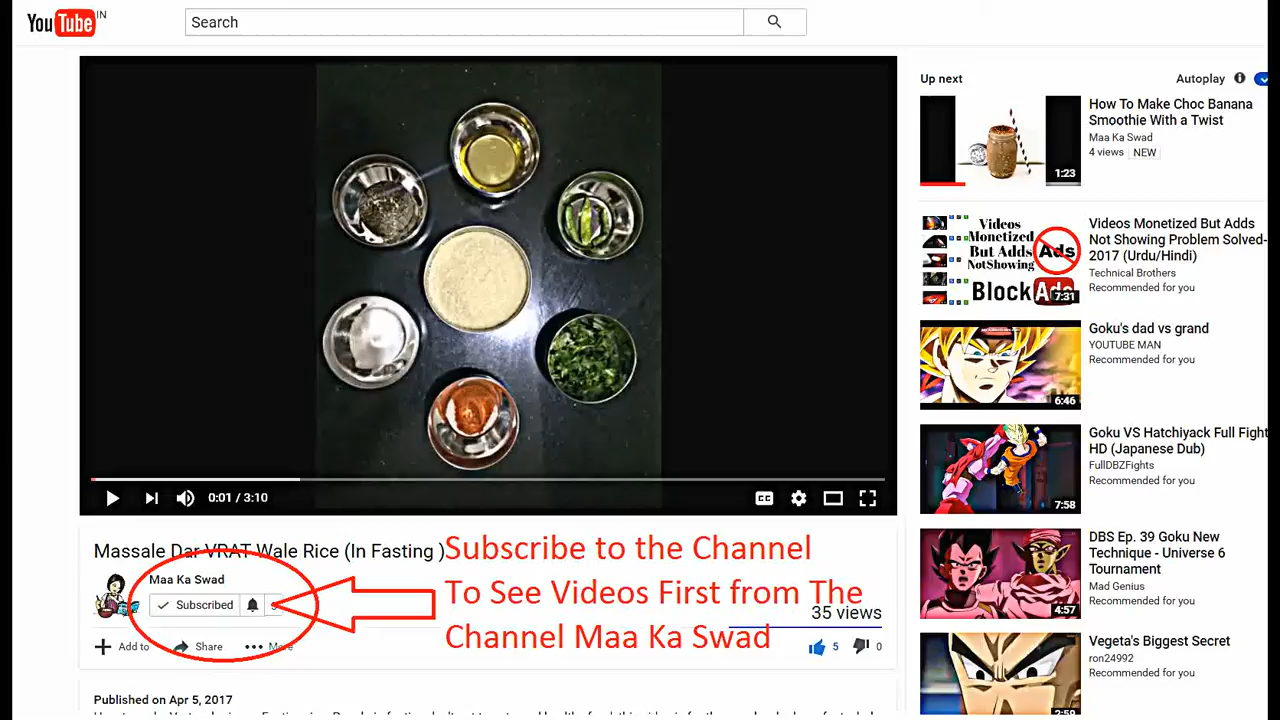 YouTube IN
Search
Up next
Autoplay
How To Make Choc Banana
Smoothie With a Twist
Maa Ka Swad
4 views NEW
1:23
Videos
Monetized
But Adds
NotShowing
Ads
Block Ads
7:31
Videos Monetized But Adds
Not Showing Problem Solved-
2017 (Urdu/Hindi)
Technical Brothers
Recommended for you
Goku's dad vs grand
YOUTUBE MAN
Recommended for you
6:46
Goku VS Hatchiyack Full Fight
HD (Japanese Dub)
FullDBZFights
Recommended for you
7:58
DBS Ep. 39 Goku New
Technique - Universe 6
Tournament
Mad Genius
Recommended for you
4:57
Vegeta's Biggest Secret
ron24992
Recommended for you
2:59
0:01 / 3:10
CC
Massale Dar VRAT Wale Rice (In Fasting )
Maa Ka Swad
Subscribed
Subscribe to the Channel
To See Videos First from The
Channel Maa Ka Swad
35 views
Add to
Share
More
5
0
Published on Apr 5, 2017